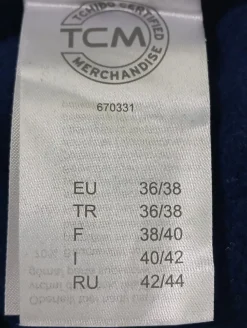 TCHIBO CERTIFIED
TCM
MERCHANDISE
670331
EU 36/38
TR 36/38
F 38/40
I 40/42
RU 42/44